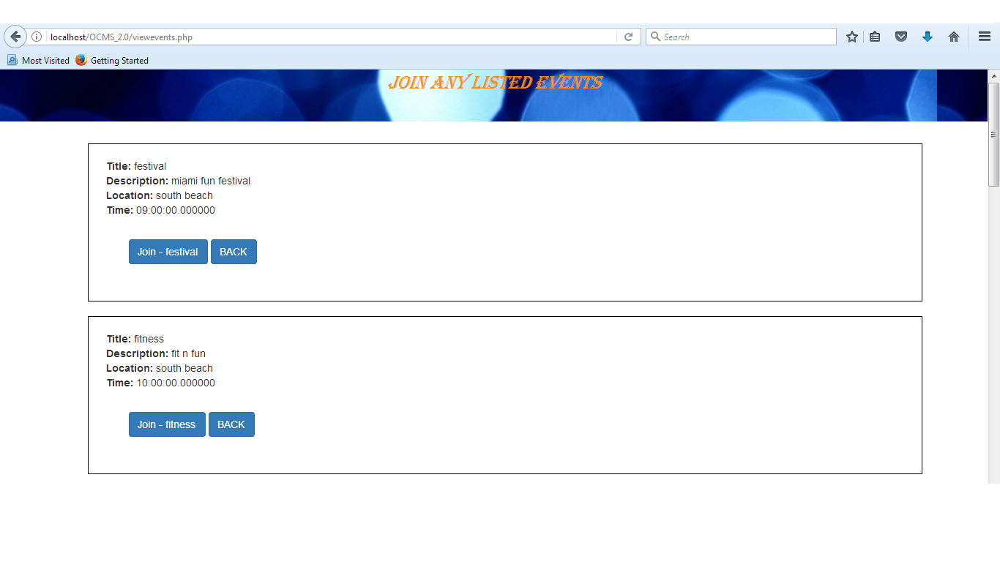 localhost/OCMS_2.0/viewevents.php
Search
Most Visited Getting Started
JOIN ANY LISTED EVENTS
Title: festival
Description: miami fun festival
Location: south beach
Time: 09:00:00.000000
Join - festival BACK
Title: fitness
Description: fit n fun
Location: south beach
Time: 10:00:00.000000
Join - fitness BACK